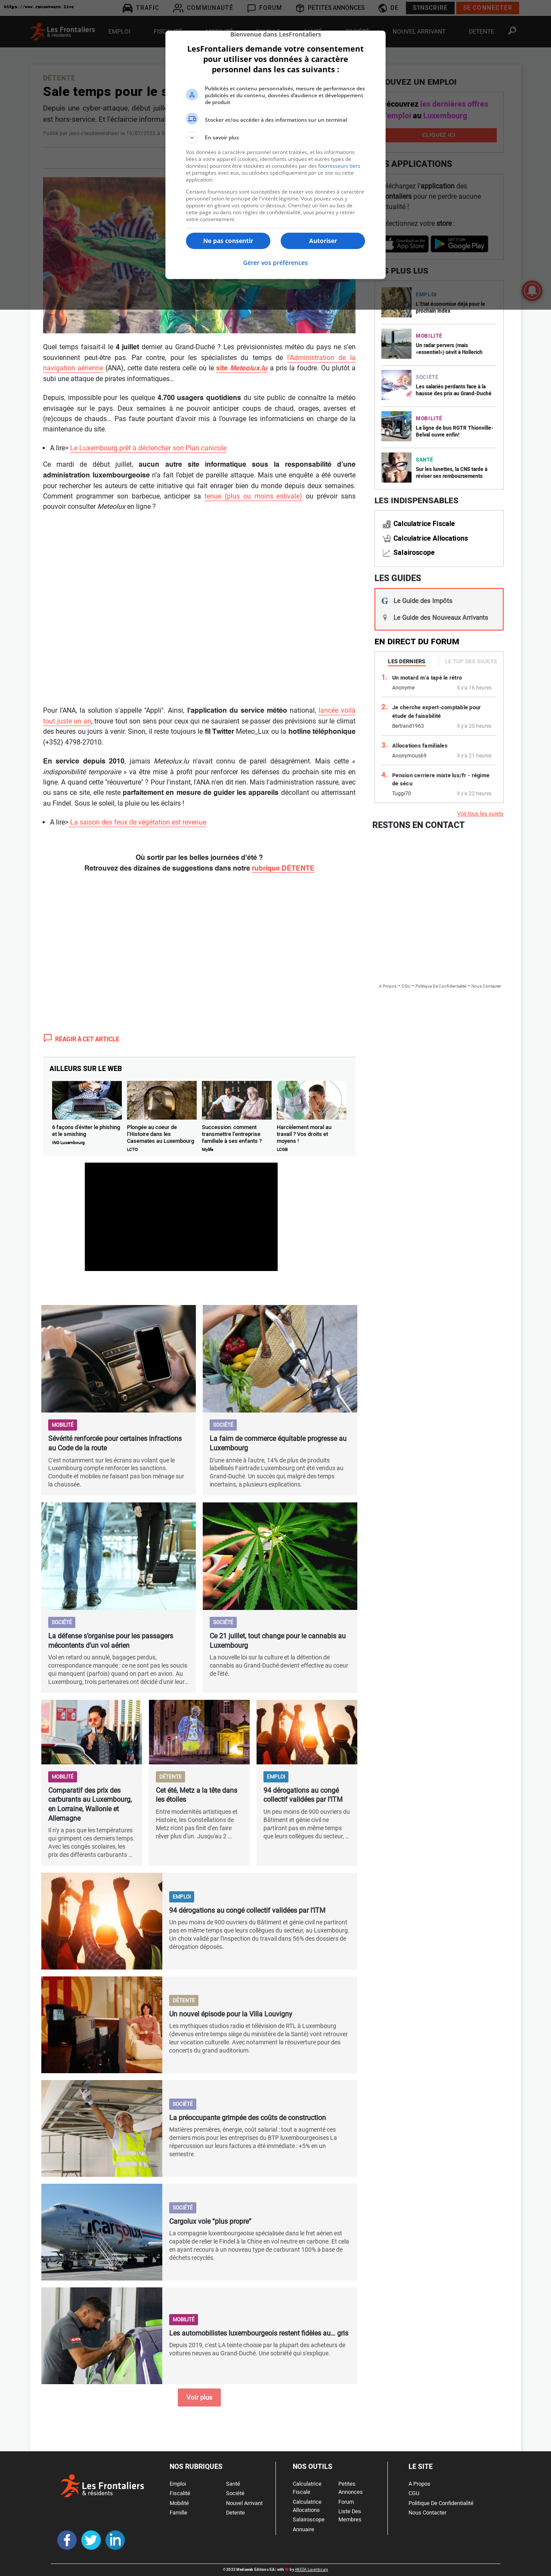 TRAFIC
COMMUNAUTÉ
FORUM
PETITES ANNONCES
DE
S'INSCRIRE
SE CONNECTER
Les Frontaliers
& résidents
EMPLOI
NOUVEL ARRIVANT
DETENTE
Bienvenue dans LesFrontaliers
LesFrontaliers demande votre consentement
pour utiliser vos données à caractère
personnel dans les cas suivants :
Publicités et contenu personnalisés, mesure de performance des
publicités et du contenu, données d’audience et développement
de produit
Stocker et/ou accéder à des informations sur un terminal
En savoir plus
Vos données à caractère personnel seront traitées, et les informations
liées à votre appareil (cookies, identifiants uniques et autres types de
données) pourront être stockées et consultées par des fournisseurs tiers
et partagées avec eux, ou utilisées spécifiquement par ce site ou cette
application.
Certains fournisseurs sont susceptibles de traiter vos données à caractère
personnel selon le principe de l'intérêt légitime. Vous pouvez vous y
opposer en gérant vos options ci-dessous. Cherchez un lien au bas de
cette page ou dans nos règles de confidentialité, vous pourrez y retirer
votre consentement.
Ne pas consentir
Autoriser
Gérer vos préférences
DÉTENTE
CLIQUEZ ICI
Google Play
Quel temps faisait-il le 4 juillet dernier au Grand-Duché ? Les prévisionnistes météo du pays ne s’en
souviennent peut-être pas. Par contre, pour les spécialistes du temps de l’Administration de la
navigation aérienne (ANA), cette date restera celle où le site Meteolux.lu a pris la foudre. Ou plutôt a
subi une attaque de pirates informatiques…
Depuis, impossible pour les quelques 4.700 usagers quotidiens du site public de connaître la météo
envisagée sur le pays. Deux semaines à ne pouvoir anticiper coups de chaud, orages, averses et
(re)coups de chauds... Pas faute pourtant d’avoir mis à l’ouvrage les informaticiens en charge de la
maintenance du site.
• A lire> Le Luxembourg prêt à déclencher son Plan canicule
Ce mardi de début juillet, aucun autre site informatique sous la responsabilité d’une
administration luxembourgeoise n’a fait l’objet de pareille attaque. Mais une enquête a été ouverte
pour rechercher les auteurs de cette initiative qui fait enrager bien du monde depuis deux semaines.
Comment programmer son barbecue, anticiper sa tenue (plus ou moins estivale) ou prévoir sans
pouvoir consulter Meteolux en ligne ?
Pour l’ANA, la solution s’appelle “Appli”. Ainsi, l’application du service météo national, lancée voilà
tout juste un an, trouve tout son sens pour ceux qui ne sauraient se passer des prévisions sur le climat
des heures ou jours à venir. Sinon, il reste toujours le fil Twitter Meteo_Lux ou la hotline téléphonique
(+352) 4798-27010.
En service depuis 2010, jamais Meteolux.lu n’avait connu de pareil désagrément. Mais cette «
indisponibilité temporaire » va être mise à profit pour renforcer les défenses du prochain site mis en
ligne. A quand cette “réouverture” ? Pour l’instant, l’ANA n’en dit rien. Mais l’administration rassure, avec
ou sans ce site, elle reste parfaitement en mesure de guider les appareils décollant ou atterrissant
au Findel. Sous le soleil, la pluie ou les éclairs !
• A lire> La saison des feux de végétation est revenue
Où sortir par les belles journées d’été ?
Retrouvez des dizaines de suggestions dans notre rubrique DÉTENTE
RÉAGIR À CET ARTICLE
AILLEURS SUR LE WEB
6 façons d'éviter le phishing
et le smishing
ING Luxembourg
Plongée au coeur de
l'Histoire dans les
Casemates au Luxembourg
LCTO
Succession: comment
transmettre l'entreprise
familiale à ses enfants ?
Mylife
Harcèlement moral au
travail ? Vos droits et
moyens !
LCGB
EMPLOI
L’Etat économise déjà pour le
prochain index
MOBILITÉ
Un radar pervers (mais
«essentiel») sévit à Hollerich
SOCIÉTÉ
Les salariés perdants face à la
hausse des prix au Grand-Duché
MOBILITÉ
La ligne de bus RGTR Thionville-
Belval ouvre enfin!
SANTÉ
Sur les lunettes, la CNS tarde à
réviser ses remboursements
LES INDISPENSABLES
Calculatrice Fiscale
Calculatrice Allocations
Salairoscope
LES GUIDES
Le Guide des Impôts
Le Guide des Nouveaux Arrivants
EN DIRECT DU FORUM
LES DERNIERS
LE TOP DES SUJETS
1. Un motard m’a tapé le rétro
Anonyme Il y'a 16 heures
2. Je cherche expert-comptable pour
étude de faisabilité
Bertrand1963 Il y'a 20 heures
3. Allocations familiales
Anonymous69 Il y'a 21 heures
4. Pension carriere mixte lux/fr - régime
de sécu
Tuggi70 Il y'a 22 heures
Voir tous les sujets
RESTONS EN CONTACT
A Propos - CGU - Politique De Confidentialité - Nous Contacter
MOBILITÉ
Sévérité renforcée pour certaines infractions
au Code de la route
C'est notamment sur les écrans au volant que le
Luxembourg compte renforcer les sanctions.
Conduite et mobiles ne faisant pas bon ménage sur
la chaussée.
SOCIÉTÉ
La faim de commerce équitable progresse au
Luxembourg
D'une année à l'autre, 14% de plus de produits
labellisés Fairtrade Luxembourg ont été vendus au
Grand-Duché. Un succès qui, malgré des temps
incertains, a plusieurs explications.
SOCIÉTÉ
La défense s’organise pour les passagers
mécontents d’un vol aérien
Vol en retard ou annulé, bagages perdus,
correspondance manquée : ce ne sont pas les soucis
qui manquent (parfois) quand on part en avion. Au
Luxembourg, trois partenaires ont décidé d'unir leur…
SOCIÉTÉ
Ce 21 juillet, tout change pour le cannabis au
Luxembourg
La nouvelle loi sur la culture et la détention de
cannabis au Grand-Duché devient effective au coeur
de l'été.
MOBILITÉ
Comparatif des prix des
carburants au Luxembourg,
en Lorraine, Wallonie et
Allemagne
Il n'y a pas que les températures
qui grimpent ces derniers temps.
Avec les congés scolaires, les
prix des différents carburants …
DÉTENTE
Cet été, Metz a la tête dans
les étoiles
Entre modernités artistiques et
Histoire, les Constellations de
Metz n'ont pas finit d'en faire
rêver plus d'un. Jusqu'au 2 …
EMPLOI
94 dérogations au congé
collectif validées par l’ITM
Un peu moins de 900 ouvriers du
Bâtiment et génie civil ne
partiront pas en même temps
que leurs collègues du secteur, …
EMPLOI
94 dérogations au congé collectif validées par l’ITM
Un peu moins de 900 ouvriers du Bâtiment et génie civil ne partiront
pas en même temps que leurs collègues du secteur, au Luxembourg.
Un choix validé par l'Inspection du travail dans 56% des dossiers de
dérogation déposés.
DÉTENTE
Un nouvel épisode pour la Villa Louvigny
Les mythiques studios radio et télévision de RTL à Luxembourg
(devenus entre temps siège du ministère de la Santé) vont retrouver
leur vocation culturelle. Avec notamment la réouverture pour des
concerts du grand auditorium.
SOCIÉTÉ
La préoccupante grimpée des coûts de construction
Matières premières, énergie, coût salarial : tout a augmenté ces
derniers mois pour les entreprises du BTP luxembourgeoises La
répercussion sur leurs factures a été immédiate : +5% en un
semestre.
SOCIÉTÉ
Cargolux vole “plus propre”
La compagnie luxembourgeoise spécialisée dans le fret aérien est
capable de relier le Findel à la Chine en vol neutre en carbone. Et cela
en ayant recours à un nouveau type de carburant 100% à base de
déchets recyclés.
MOBILITÉ
Les automobilistes luxembourgeois restent fidèles au… gris
Depuis 2019, c'est LA teinte choisie par la plupart des acheteurs de
voitures neuves au Grand-Duché. Une sobriété qui s'explique.
Voir plus
Les Frontaliers
& résidents
NOS RUBRIQUES
Emploi
Fiscalité
Mobilité
Famille
Santé
Société
Nouvel Arrivant
Detente
NOS OUTILS
Calculatrice
Fiscale
Calculatrice
Allocations
Salairoscope
Annuaire
Petites
Annonces
Forum
Liste Des
Membres
LE SITE
A Propos
CGU
Politique De Confidentialité
Nous Contacter
©2023 Mediaweb Editions SA | with by HKEDA Luxembourg